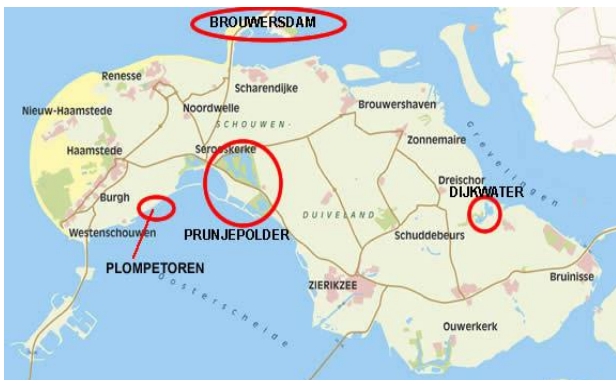 BROUWERSDAM
Renesse
Scharendijke
Nieuw-Haamstede
Noordwelle
Brouwershaven
SCHOUWEN-
Haamstede
Serooskerke
Zonnemaire
Grevelingen
Dreischor
DIJKWATER
Burgh
DUIVELAND
Westenschouwen
PRUNJEPOLDER
Schuddebeurs
PLOMPETOREN
Oosterschelde
ZIERIKZEE
Bruinisse
Ouwerkerk